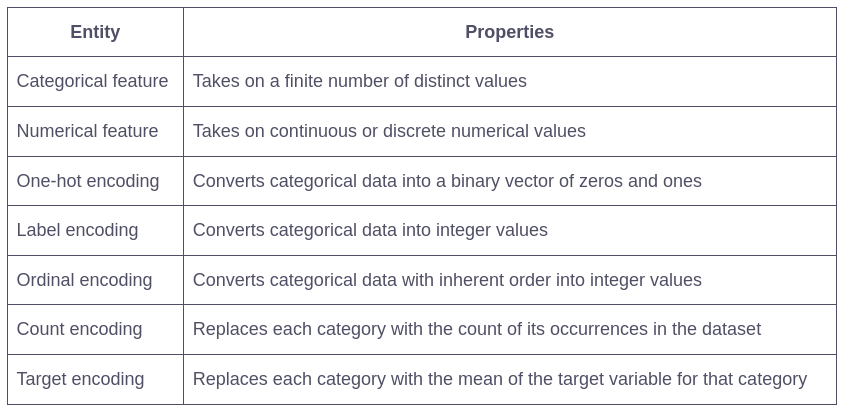 Entity Properties
Categorical feature Takes on a finite number of distinct values
Numerical feature Takes on continuous or discrete numerical values
One-hot encoding Converts categorical data into a binary vector of zeros and ones
Label encoding Converts categorical data into integer values
Ordinal encoding Converts categorical data with inherent order into integer values
Count encoding Replaces each category with the count of its occurrences in the dataset
Target encoding Replaces each category with the mean of the target variable for that category